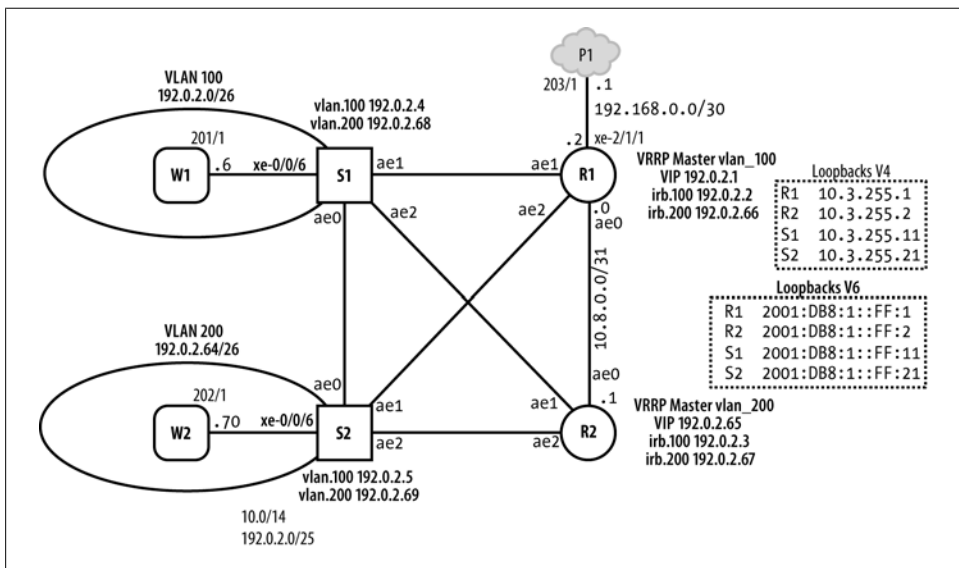 P1
203/1 .1
192.168.0.0/30
.2 xe-2/1/1
VLAN 100
192.0.2.0/26
vlan.100 192.0.2.4
vlan.200 192.0.2.68
201/1
W1
.6
xe-0/0/6
S1
ae1
ae1
R1
ae0
ae2
ae2
.0
ae0
VRRP Master vlan_100
VIP 192.0.2.1
irb.100 192.0.2.2
irb.200 192.0.2.66
Loopbacks V4
R1 10.3.255.1
R2 10.3.255.2
S1 10.3.255.11
S2 10.3.255.21
10.8.0.0/31
Loopbacks V6
R1 2001:DB8:1::FF:1
R2 2001:DB8:1::FF:2
S1 2001:DB8:1::FF:11
S2 2001:DB8:1::FF:21
VLAN 200
192.0.2.64/26
202/1
W2
.70
xe-0/0/6
ae0
S2
ae1
ae2
ae1
ae2
ae0
.1
R2
VRRP Master vlan_200
VIP 192.0.2.65
irb.100 192.0.2.3
irb.200 192.0.2.67
vlan.100 192.0.2.5
vlan.200 192.0.2.69
10.0/14
192.0.2.0/25